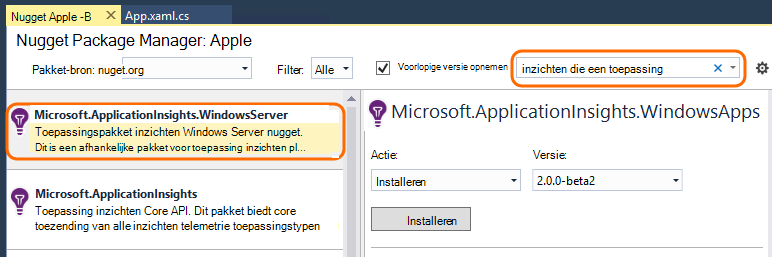 Nugget Apple -B
App.xaml.cs
Nugget Package Manager: Apple
Pakket-bron: nuget.org
Filter: Alle
Voorlopige versie opnemen
inzichten die een toepassing
Microsoft.ApplicationInsights.WindowsServer
Toepassingspakket inzichten Windows Server nugget.
Dit is een afhankelijke pakket voor toepassing inzichten pl...
Microsoft.ApplicationInsights
Toepassing inzichten Core API. Dit pakket biedt core
toezending van alle inzichten telemetrie toepassingstypen
Microsoft.ApplicationInsights.WindowsApps
Actie:
Versie:
Installeren
2.0.0-beta2
Installeren